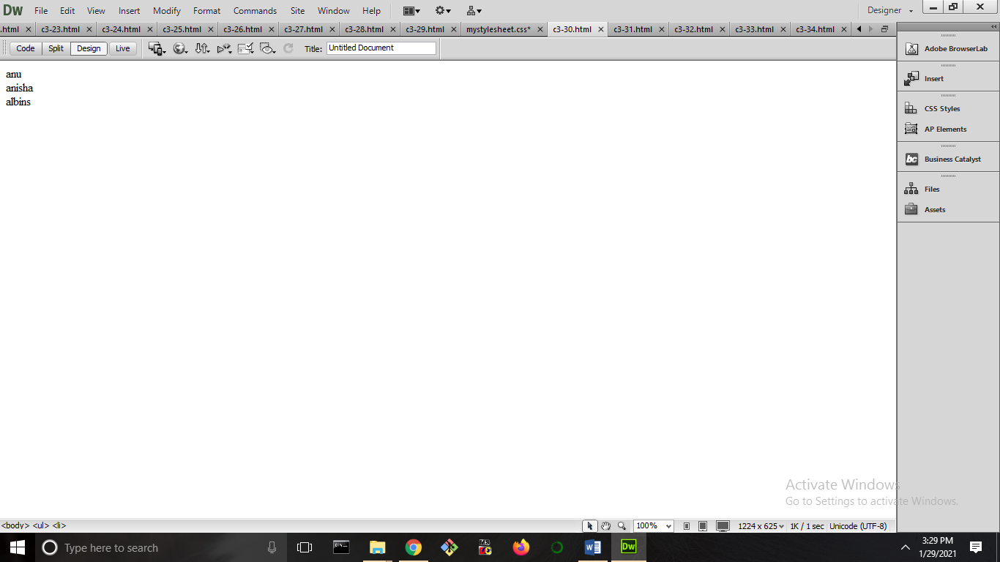 Dw File Edit View Insert Modify Format Commands Site Window Help Designer
.html c3-23.html c3-24.html c3-25.html c3-26.html c3-27.html c3-28.html c3-29.html mystylesheet.css* c3-30.html c3-31.html c3-32.html c3-33.html c3-34.html
Code Split Design Live Title: Untitled Document
anu
anisha
albins
Adobe BrowserLab
Insert
CSS Styles
AP Elements
bc Business Catalyst
Files
Assets
Activate Windows
Go to Settings to activate Windows.
<body> <ul> <li> 100% 1224 x 625 1K / 1 sec Unicode (UTF-8)
Type here to search Dw 3:29 PM
1/29/2021